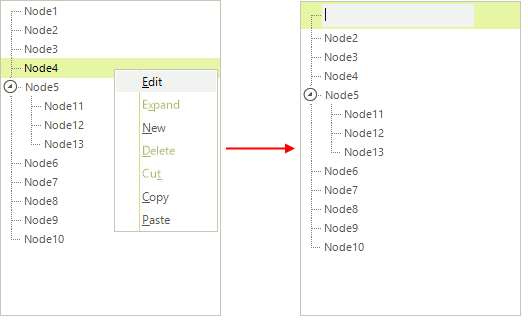 Node1
Node2
Node3
Node4
Node5
Node11
Node12
Node13
Node6
Node7
Node8
Node9
Node10
Edit
Expand
New
Delete
Cut
Copy
Paste
Node2
Node3
Node4
Node5
Node11
Node12
Node13
Node6
Node7
Node8
Node9
Node10